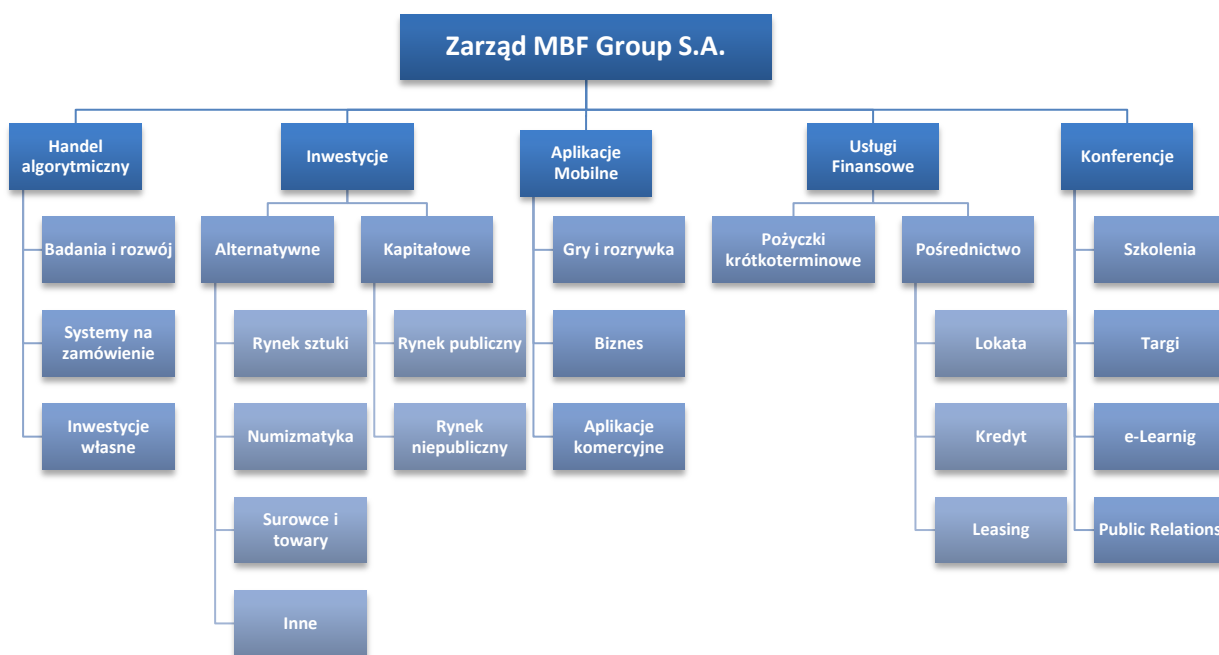 Zarząd MBF Group S.A.
Handel
algorytmiczny
Inwestycje
Aplikacje
Mobilne
Usługi
Finansowe
Konferencje
Badania i rozwój
Alternatywne
Kapitałowe
Gry i rozrywka
Pożyczki
krótkoterminowe
Pośrednictwo
Szkolenia
Systemy na
zamówienie
Rynek sztuki
Rynek publiczny
Biznes
Lokata
Targi
Inwestycje
własne
Numizmatyka
Rynek
niepubliczny
Aplikacje
komercyjne
Kredyt
e-Learnig
Surowce i
towary
Leasing
Public Relations
Inne